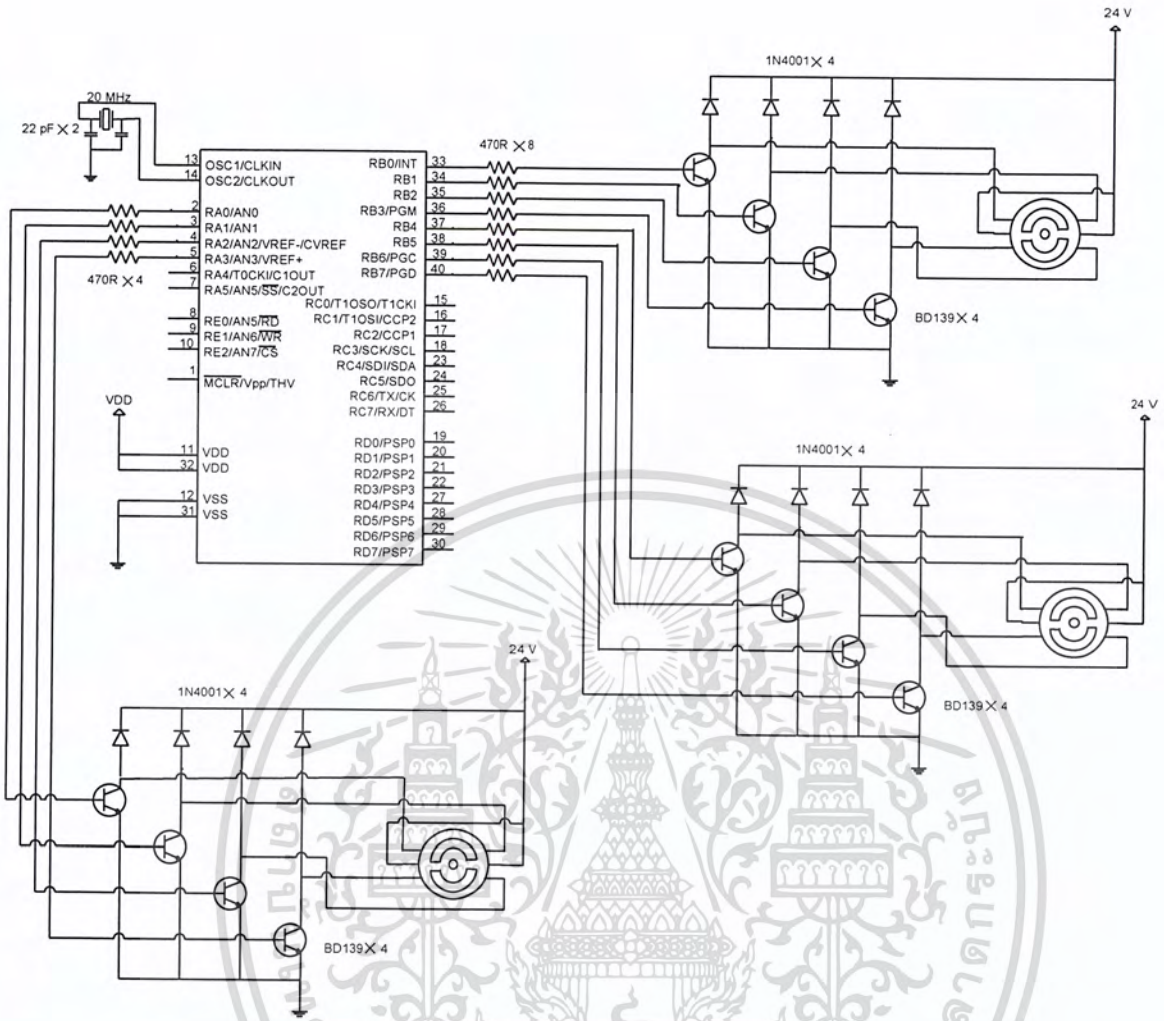 24 V
1N4001 × 4
20 MHz
22 pF × 2
470R × 8
13 OSC1/CLKIN
14 OSC2/CLKOUT
2 RA0/AN0
3 RA1/AN1
4 RA2/AN2/VREF-/CVREF
5 RA3/AN3/VREF+
6 RA4/T0CKI/C1OUT
7 RA5/AN5/SS/C2OUT
470R × 4
8 RE0/AN5/RD
9 RE1/AN6/WR
10 RE2/AN7/CS
1 MCLR/Vpp/THV
VDD
11 VDD
32 VDD
12 VSS
31 VSS
RB0/INT 33
RB1 34
RB2 35
RB3/PGM 36
RB4 37
RB5 38
RB6/PGC 39
RB7/PGD 40
RC0/T1OSO/T1CKI 15
RC1/T1OSI/CCP2 16
RC2/CCP1 17
RC3/SCK/SCL 18
RC4/SDI/SDA 23
RC5/SDO 24
RC6/TX/CK 25
RC7/RX/DT 26
RD0/PSP0 19
RD1/PSP1 20
RD2/PSP2 21
RD3/PSP3 22
RD4/PSP4 27
RD5/PSP5 28
RD6/PSP6 29
RD7/PSP7 30
BD139 × 4
24 V
1N4001 × 4
BD139 × 4
24 V
1N4001 × 4
BD139 × 4